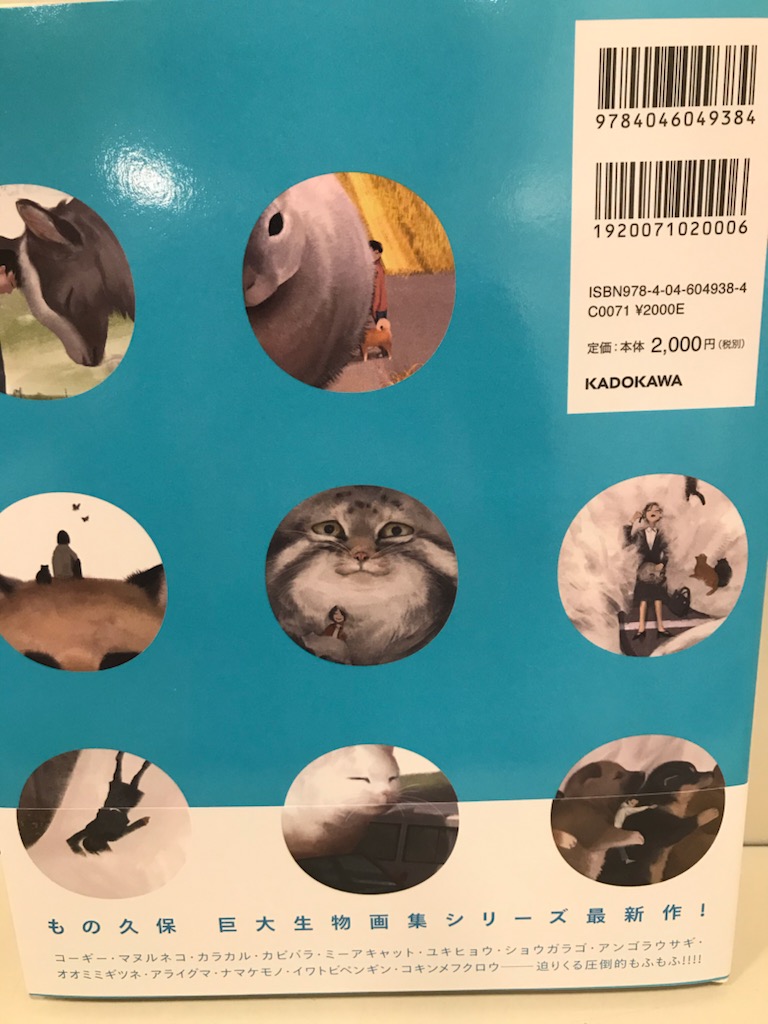 9784046049384
1920071020006
ISBN978-4-04-604938-4
C0071 ¥2000E
定価:本体 2,000円(税別)
KADOKAWA
もの久保 巨大生物画集シリーズ最新作!
コーギー・マヌルネコ・カラカル・カピバラ・ミーアキャット・ユキヒョウ・ショウガラゴ・アンゴラウサギ・
オオミミギツネ・アライグマ・ナマケモノ・イワトビペンギン・コキンメフクロウ――迫りくる圧倒的もふもふ!!!!